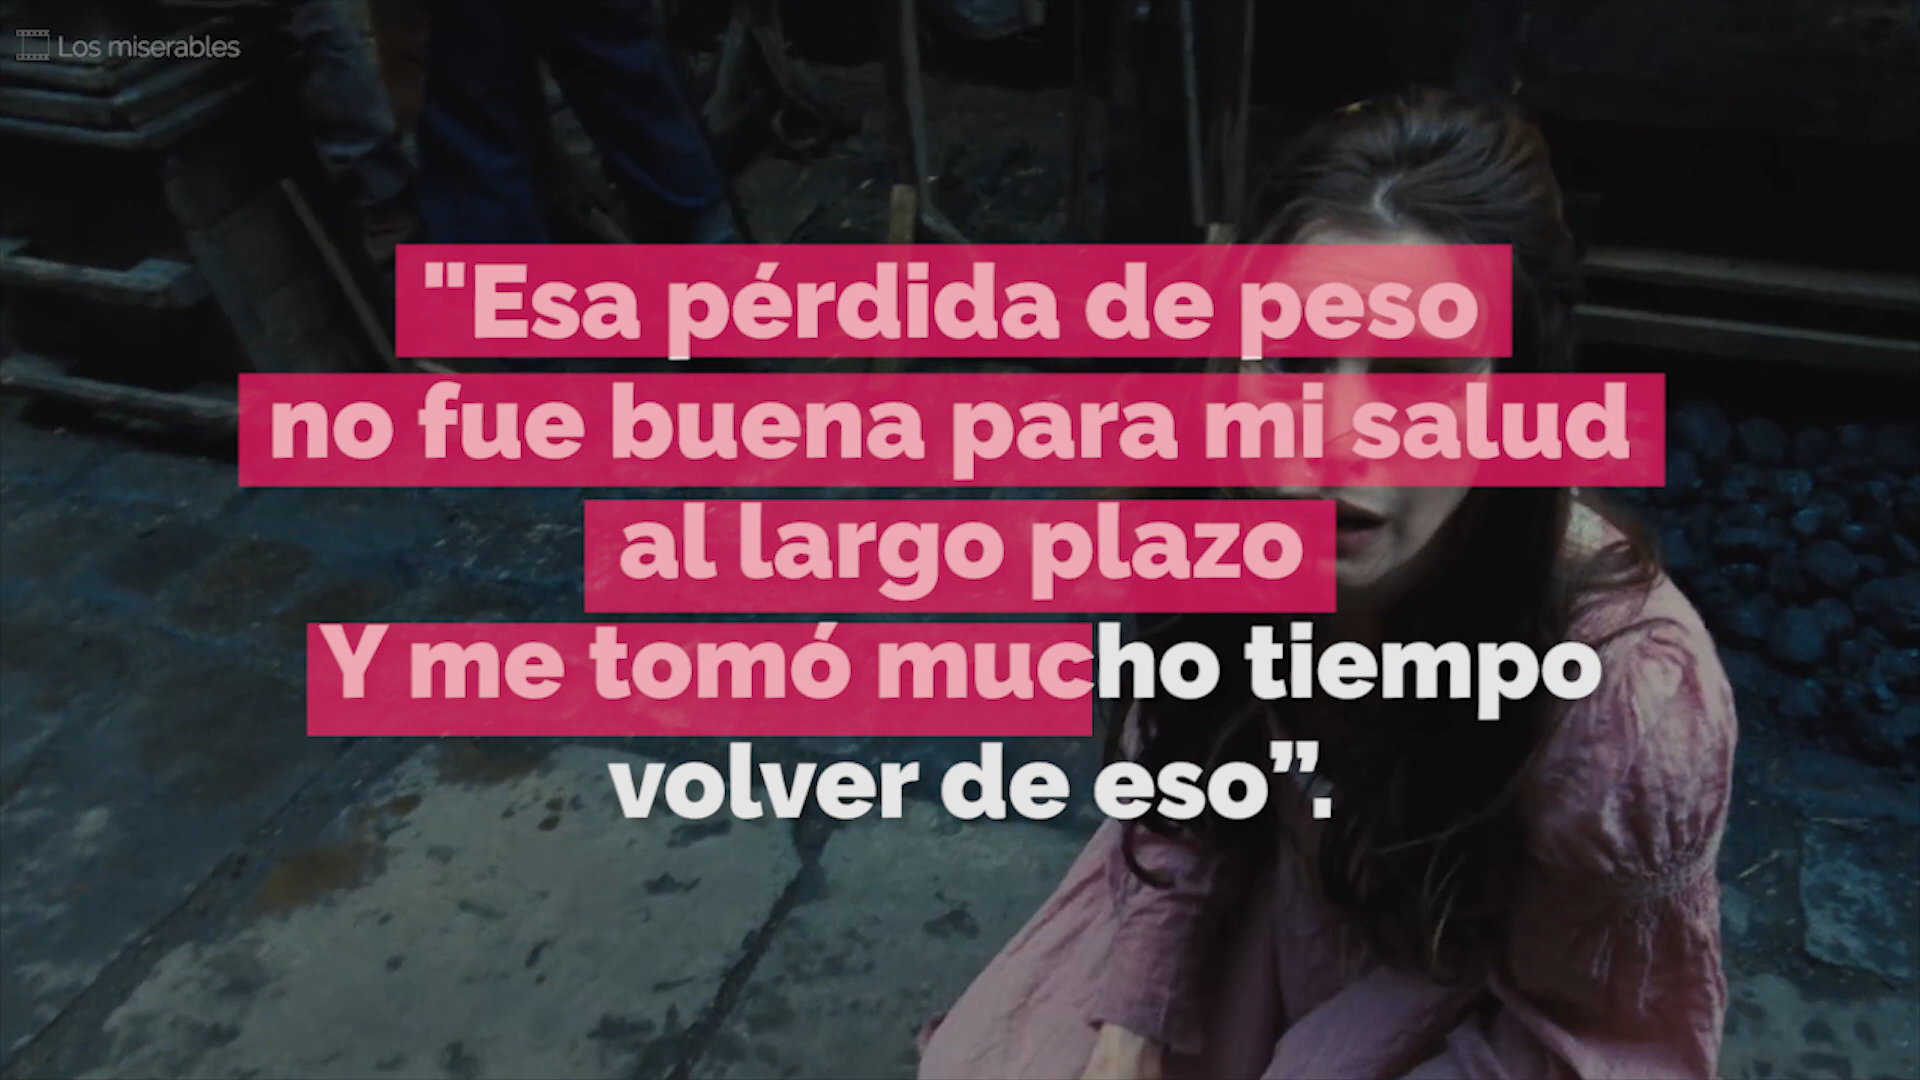 Los miserables
"Esa pérdida de peso
no fue buena para mi salud
al largo plazo
Y me tomó mucho tiempo
volver de eso”.